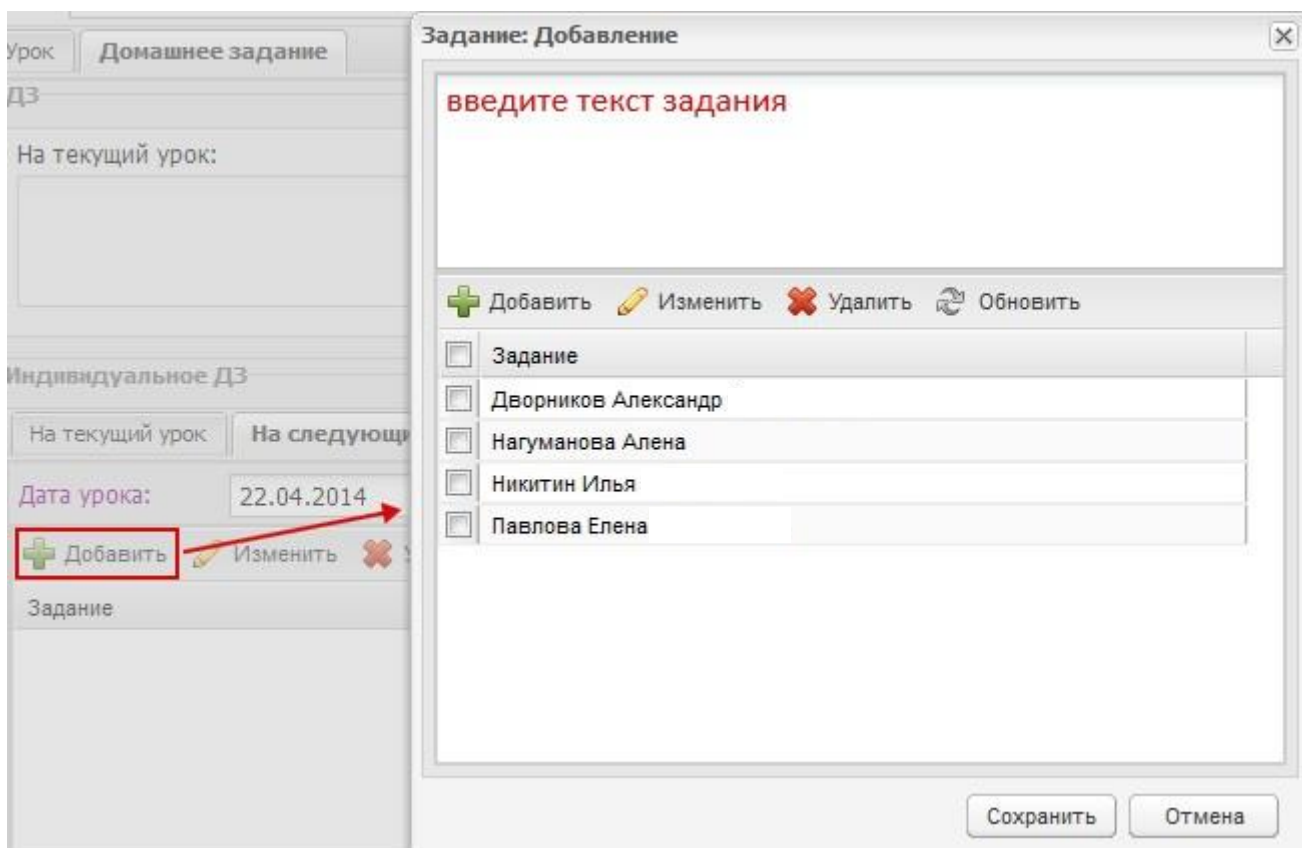 Урок
Домашнее задание
ДЗ
На текущий урок:
Индивидуальное ДЗ
На текущий урок
На следующи
Дата урока:
22.04.2014
Добавить
Изменить
Задание
Задание: Добавление
введите текст задания
Добавить Изменить Удалить Обновить
Задание
Дворников Александр
Нагуманова Алена
Никитин Илья
Павлова Елена
Сохранить Отмена